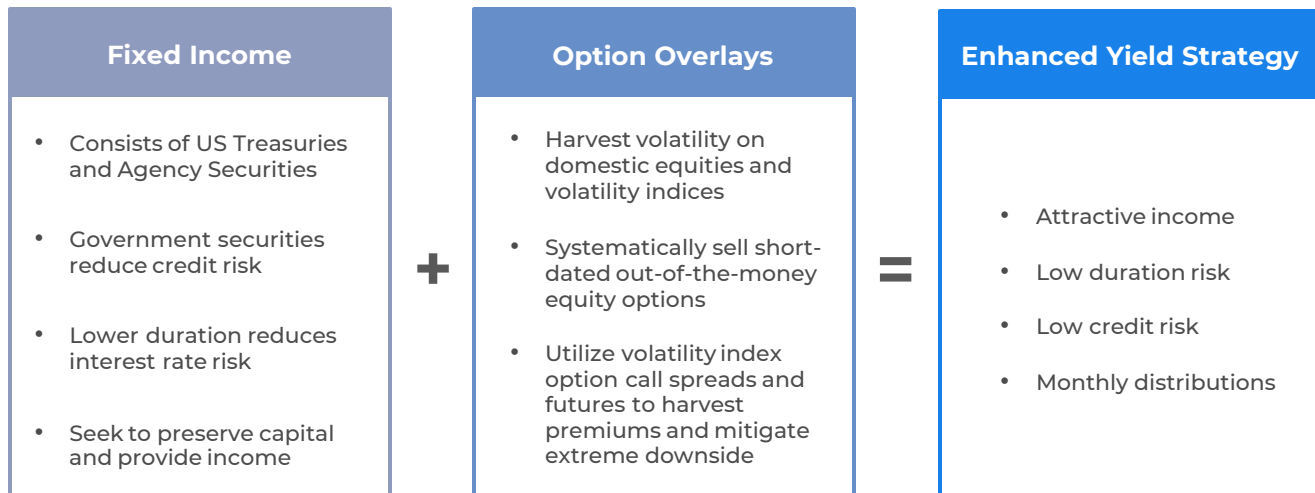 Fixed Income
• Consists of US Treasuries
and Agency Securities
• Government securities
reduce credit risk
• Lower duration reduces
interest rate risk
• Seek to preserve capital
and provide income
+
Option Overlays
• Harvest volatility on
domestic equities and
volatility indices
• Systematically sell short-
dated out-of-the-money
equity options
• Utilize volatility index
option call spreads and
futures to harvest
premiums and mitigate
extreme downside
=
Enhanced Yield Strategy
• Attractive income
• Low duration risk
• Low credit risk
• Monthly distributions